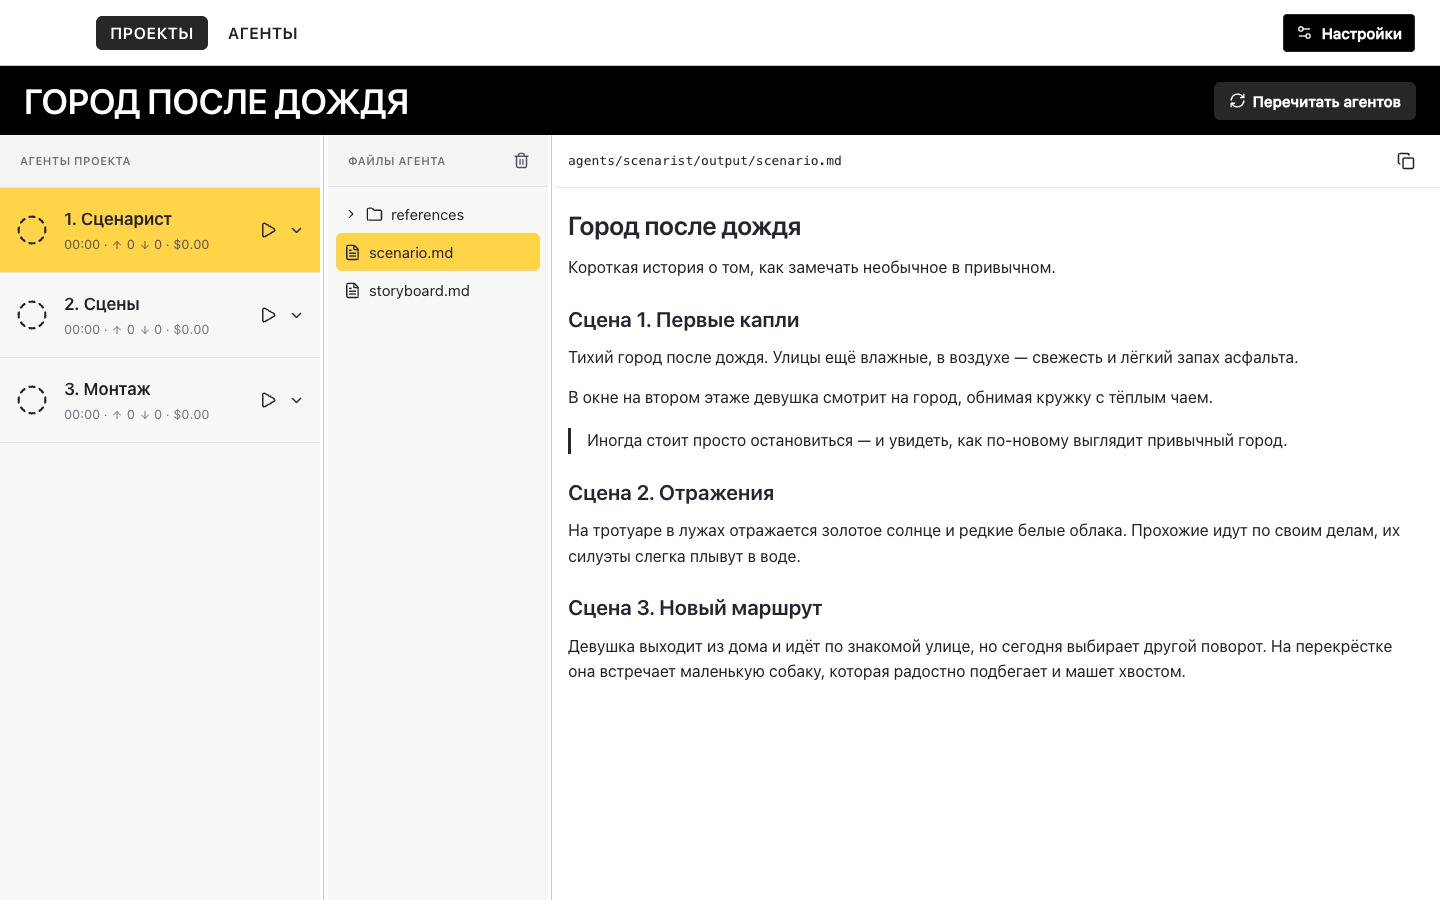 ПРОЕКТЫ
АГЕНТЫ
Настройки
ГОРОД ПОСЛЕ ДОЖДЯ
Перечитать агентов
АГЕНТЫ ПРОЕКТА
1. Сценарист
00:00 · ↑ 0 ↓ 0 · $0.00
2. Сцены
00:00 · ↑ 0 ↓ 0 · $0.00
3. Монтаж
00:00 · ↑ 0 ↓ 0 · $0.00
ФАЙЛЫ АГЕНТА
references
scenario.md
storyboard.md
agents/scenarist/output/scenario.md
Город после дождя
Короткая история о том, как замечать необычное в привычном.
Сцена 1. Первые капли
Тихий город после дождя. Улицы ещё влажные, в воздухе — свежесть и лёгкий запах асфальта.
В окне на втором этаже девушка смотрит на город, обнимая кружку с тёплым чаем.
Иногда стоит просто остановиться — и увидеть, как по-новому выглядит привычный город.
Сцена 2. Отражения
На тротуаре в лужах отражается золотое солнце и редкие белые облака. Прохожие идут по своим делам, их
силуэты слегка плывут в воде.
Сцена 3. Новый маршрут
Девушка выходит из дома и идёт по знакомой улице, но сегодня выбирает другой поворот. На перекрёстке
она встречает маленькую собаку, которая радостно подбегает и машет хвостом.